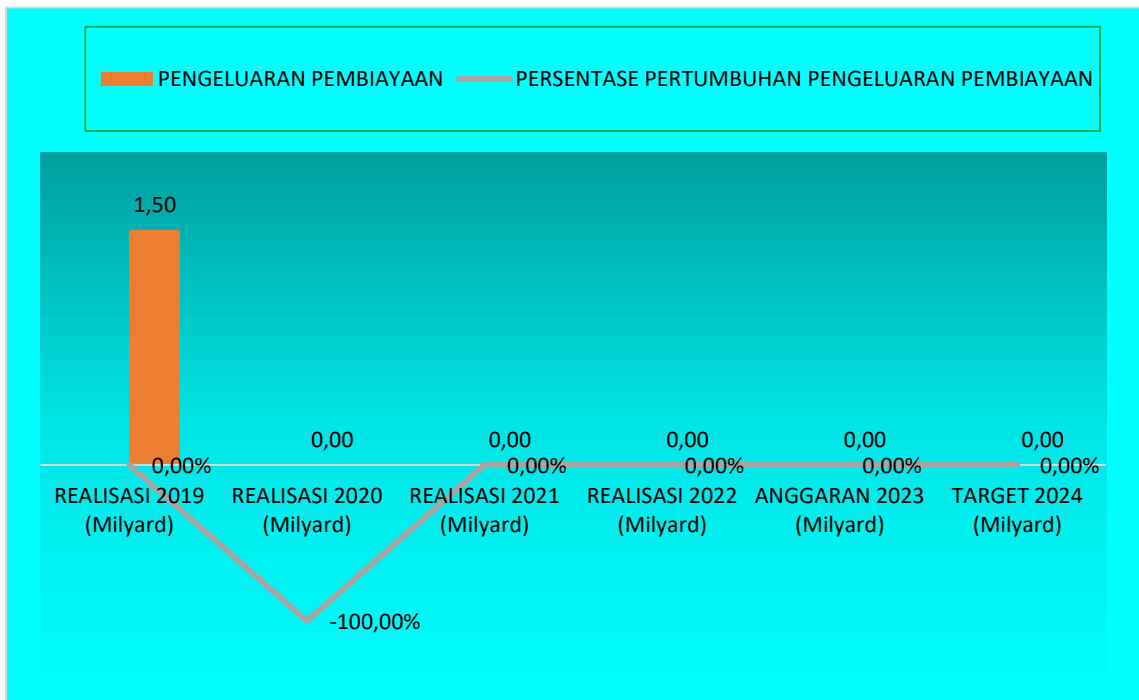 PENGELUARAN PEMBIAYAAN PERSENTASE PERTUMBUHAN PENGELUARAN PEMBIAYAAN
1,50
0,00 0,00 0,00 0,00 0,00
0,00% 0,00% 0,00% 0,00% 0,00%
REALISASI 2019 REALISASI 2020 REALISASI 2021 REALISASI 2022 ANGGARAN 2023 TARGET 2024
(Milyard) (Milyard) (Milyard) (Milyard) (Milyard) (Milyard)
-100,00%